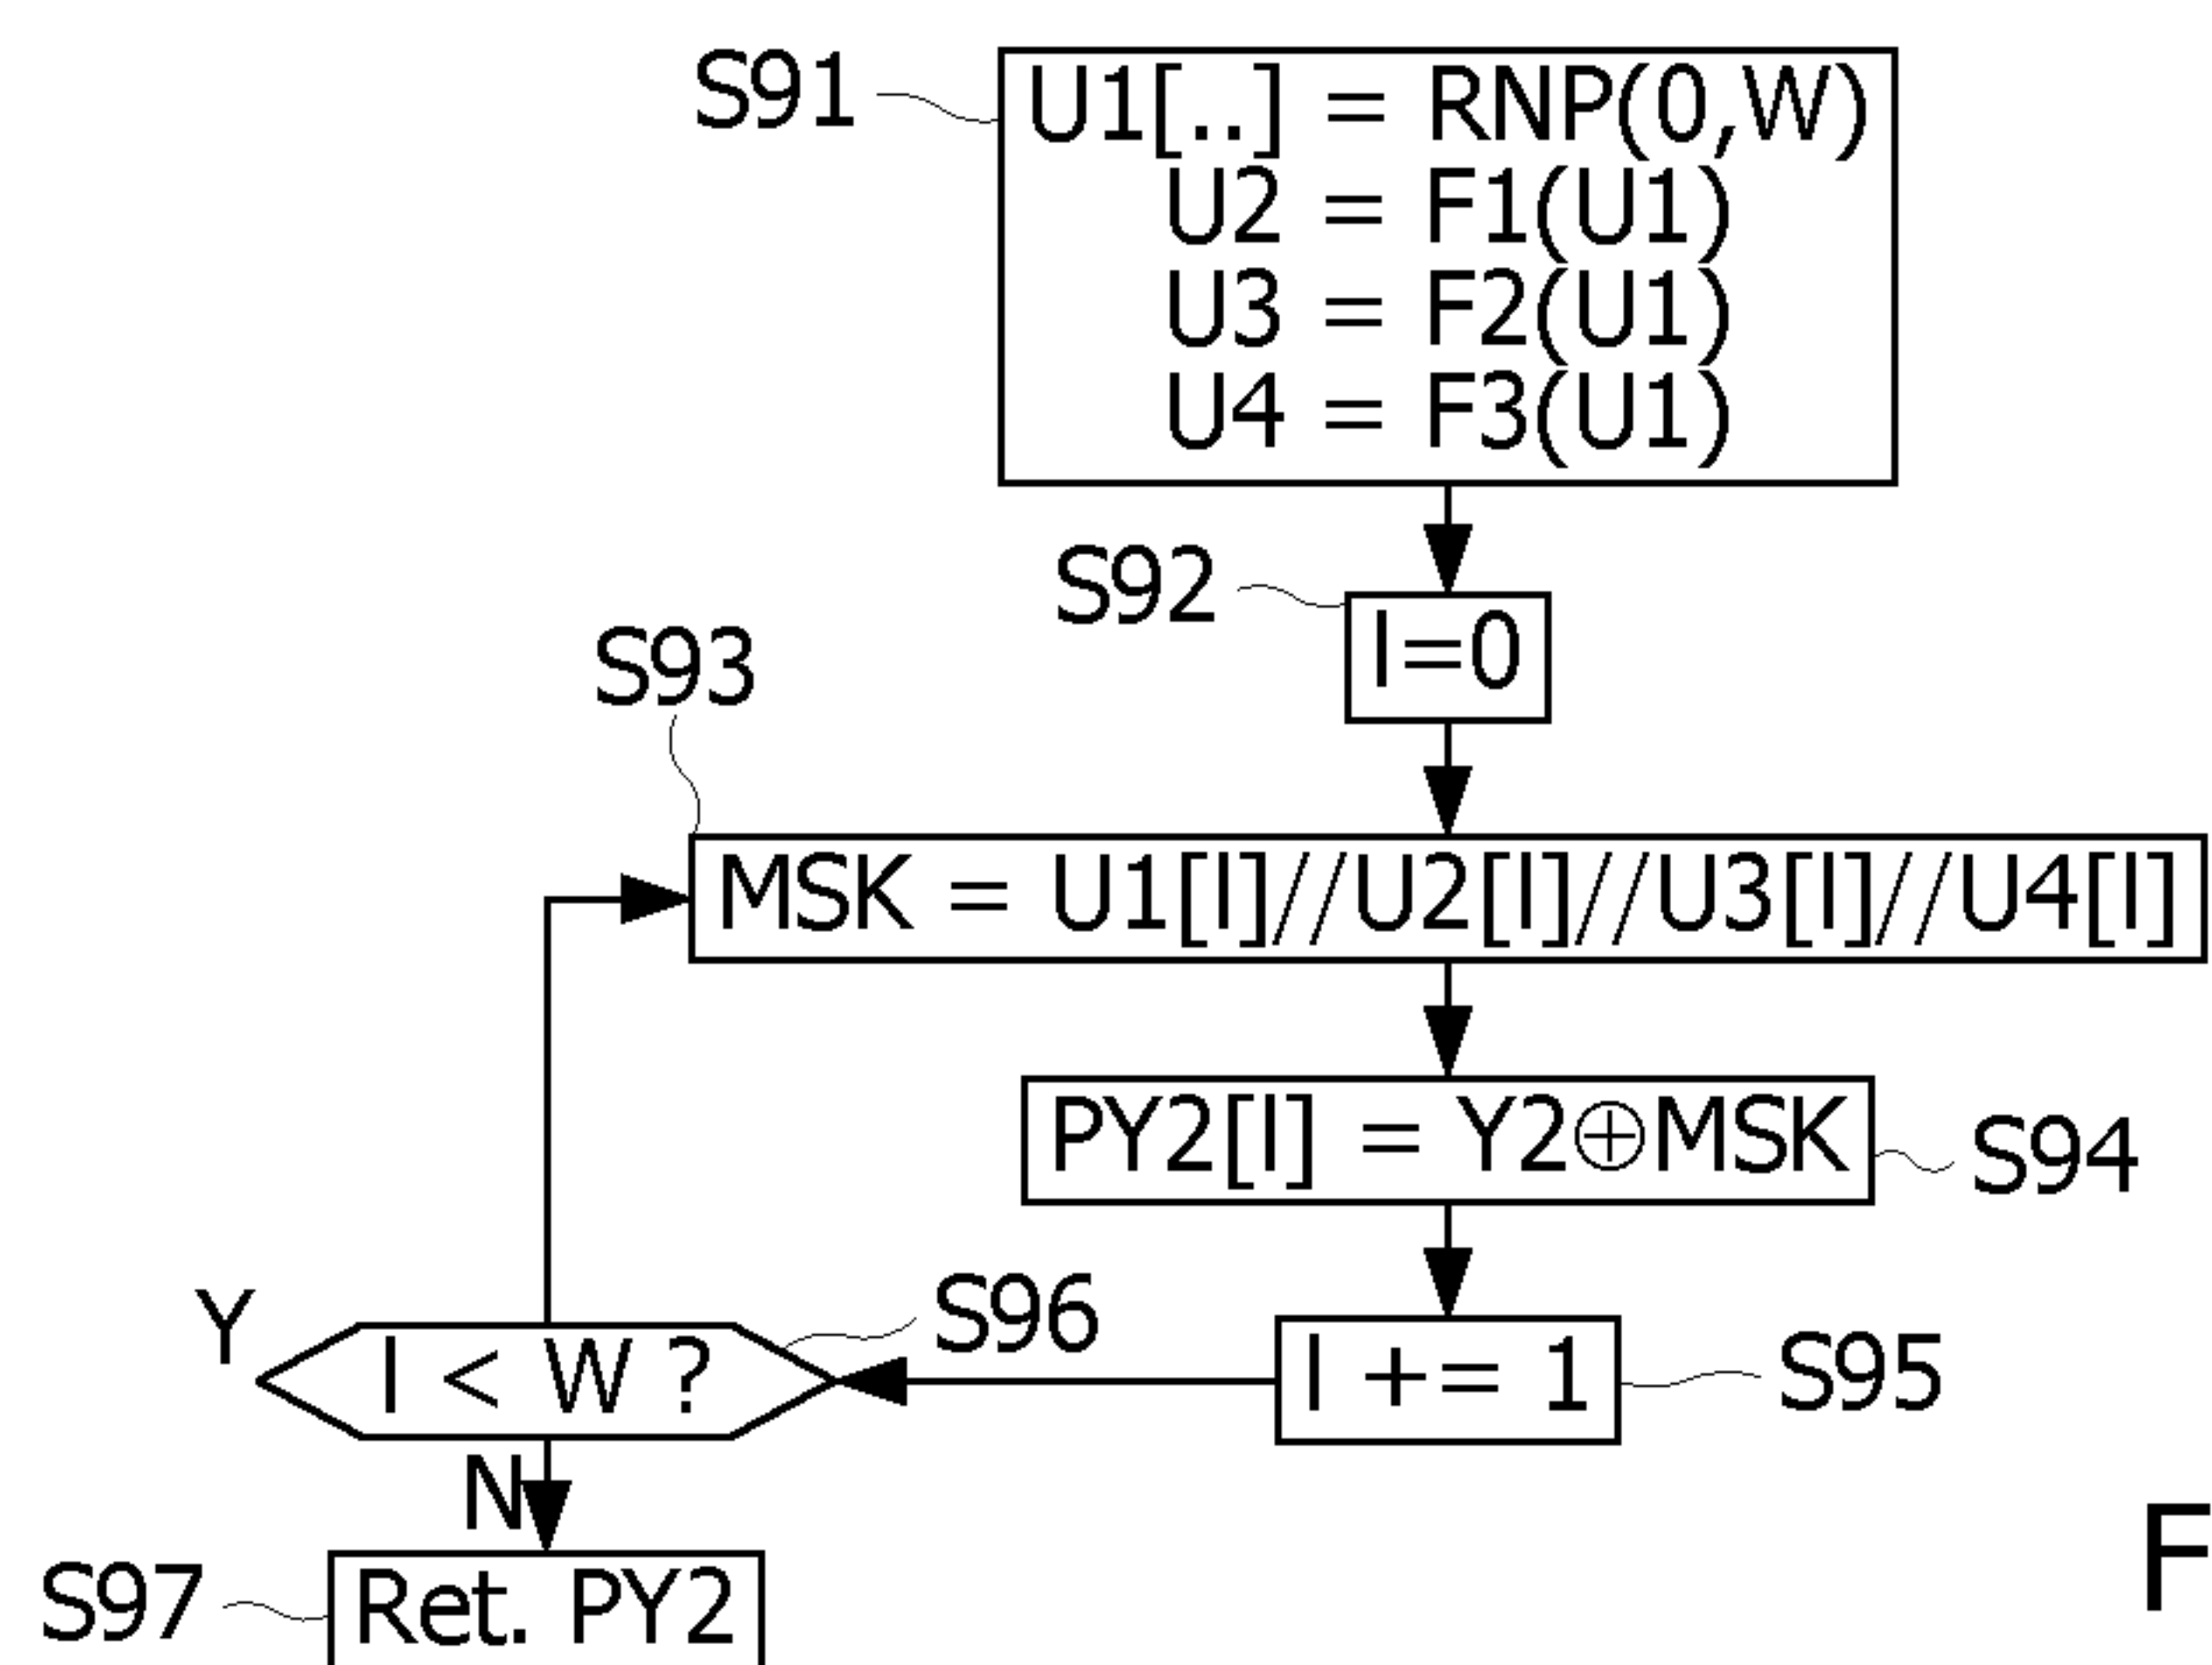 S91
U1[..] = RNP(0,W)
U2 = F1(U1)
U3 = F2(U1)
U4 = F3(U1)
S92
I=0
S93
MSK = U1[I]//U2[I]//U3[I]//U4[I]
PY2[I] = Y2⊕MSK
S94
Y
I < W ?
S96
I += 1
S95
N
S97
Ret. PY2
F